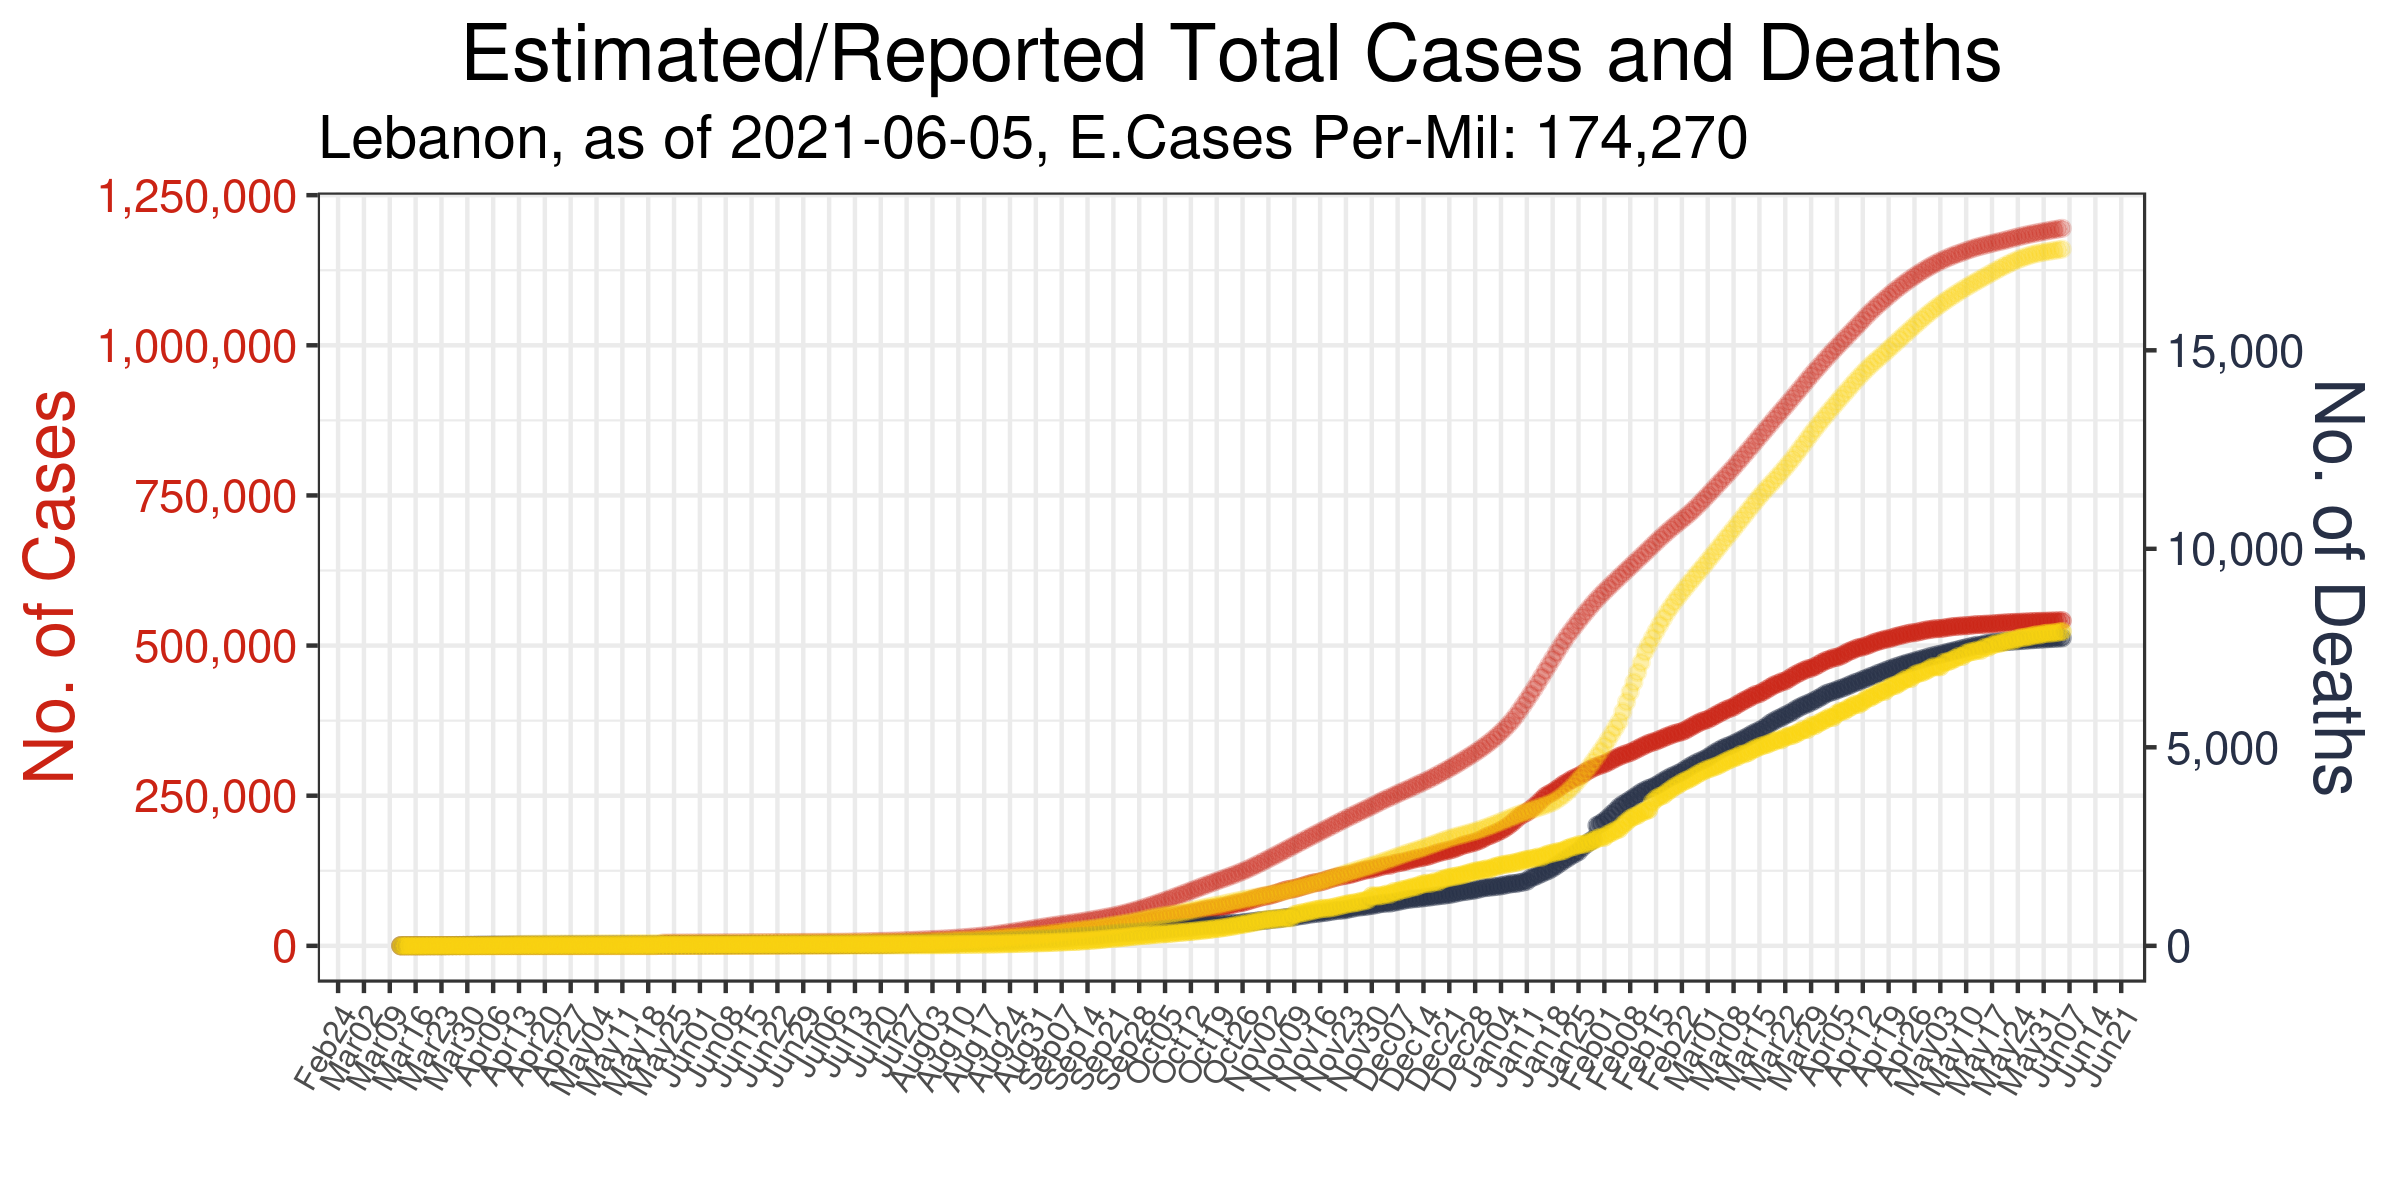 Estimated/Reported Total Cases and Deaths
Lebanon, as of 2021-06-05, E.Cases Per-Mil: 174,270
No. of Cases
1,250,000
1,000,000
750,000
500,000
250,000
0
15,000
10,000
5,000
0
No. of Deaths
Feb24
Mar02
Mar09
Mar16
Mar23
Mar30
Apr06
Apr13
Apr20
Apr27
May04
May11
May18
May25
Jun01
Jun08
Jun15
Jun22
Jun29
Jul06
Jul13
Jul20
Jul27
Aug03
Aug10
Aug17
Aug24
Aug31
Sep07
Sep14
Sep21
Sep28
Oct05
Oct12
Oct19
Oct26
Nov02
Nov09
Nov16
Nov23
Nov30
Dec07
Dec14
Dec21
Dec28
Jan04
Jan11
Jan18
Jan25
Feb01
Feb08
Feb15
Feb22
Mar01
Mar08
Mar15
Mar22
Mar29
Apr05
Apr12
Apr19
Apr26
May03
May10
May17
May24
May31
Jun07
Jun14
Jun21